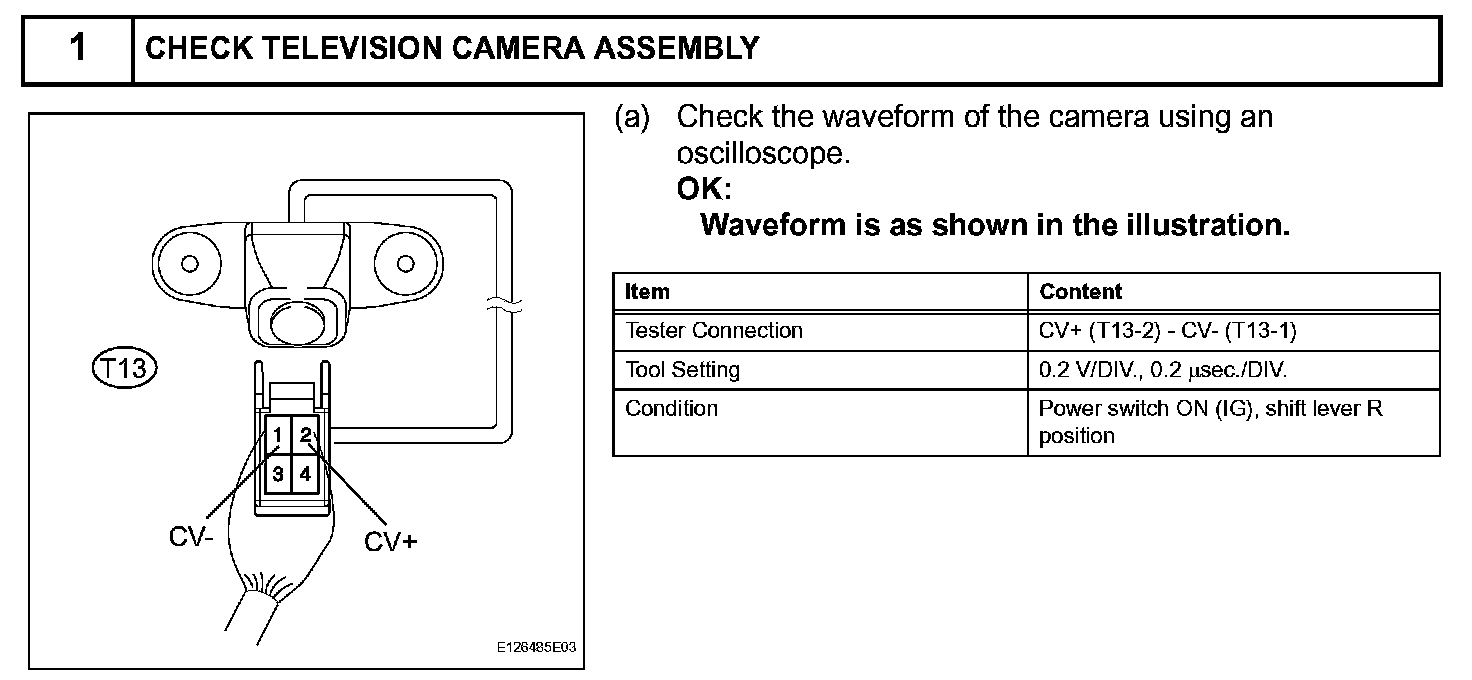 1 CHECK TELEVISION CAMERA ASSEMBLY
(a) Check the waveform of the camera using an
oscilloscope.
OK:
Waveform is as shown in the illustration.
Item Content
Tester Connection CV+ (T13-2) - CV- (T13-1)
Tool Setting 0.2 V/DIV., 0.2 μsec./DIV.
Condition Power switch ON (IG), shift lever R
position
T13
1 2
3 4
CV- CV+
E126485E03